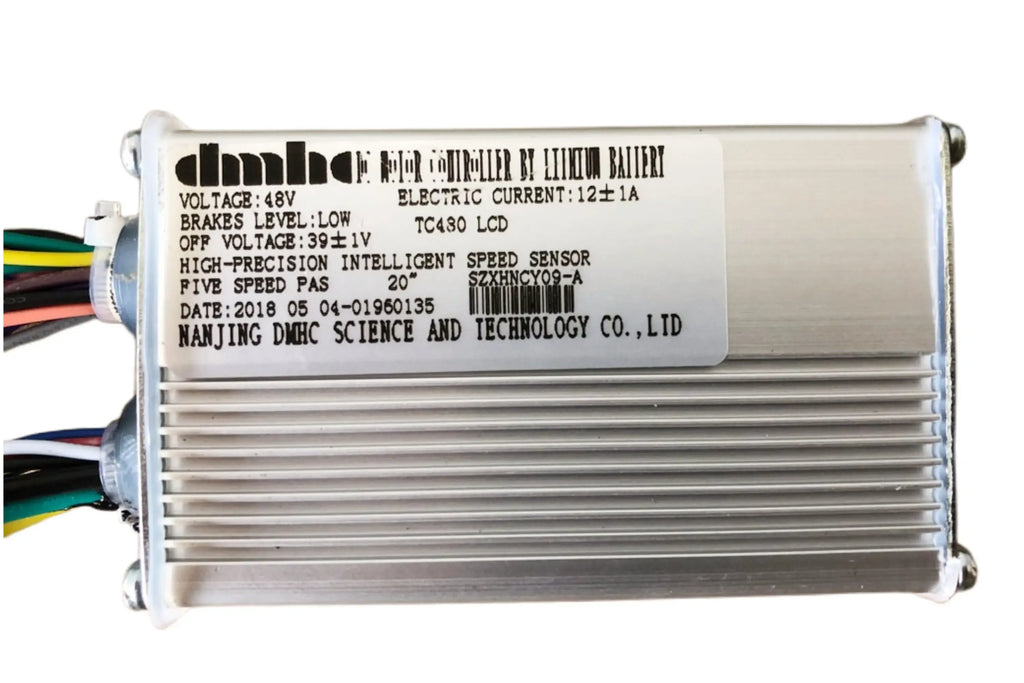 dmhc DC MOTOR CONTROLLER BY LITHIUM BATTERY
VOLTAGE:48V ELECTRIC CURRENT:12±1A
BRAKES LEVEL:LOW TC430 LCD
OFF VOLTAGE:39±1V
HIGH-PRECISION INTELLIGENT SPEED SENSOR
FIVE SPEED PAS 20" SZXHNCY09-A
DATE:2018 05 04-01960135
NANJING DMHC SCIENCE AND TECHNOLOGY CO.,LTD